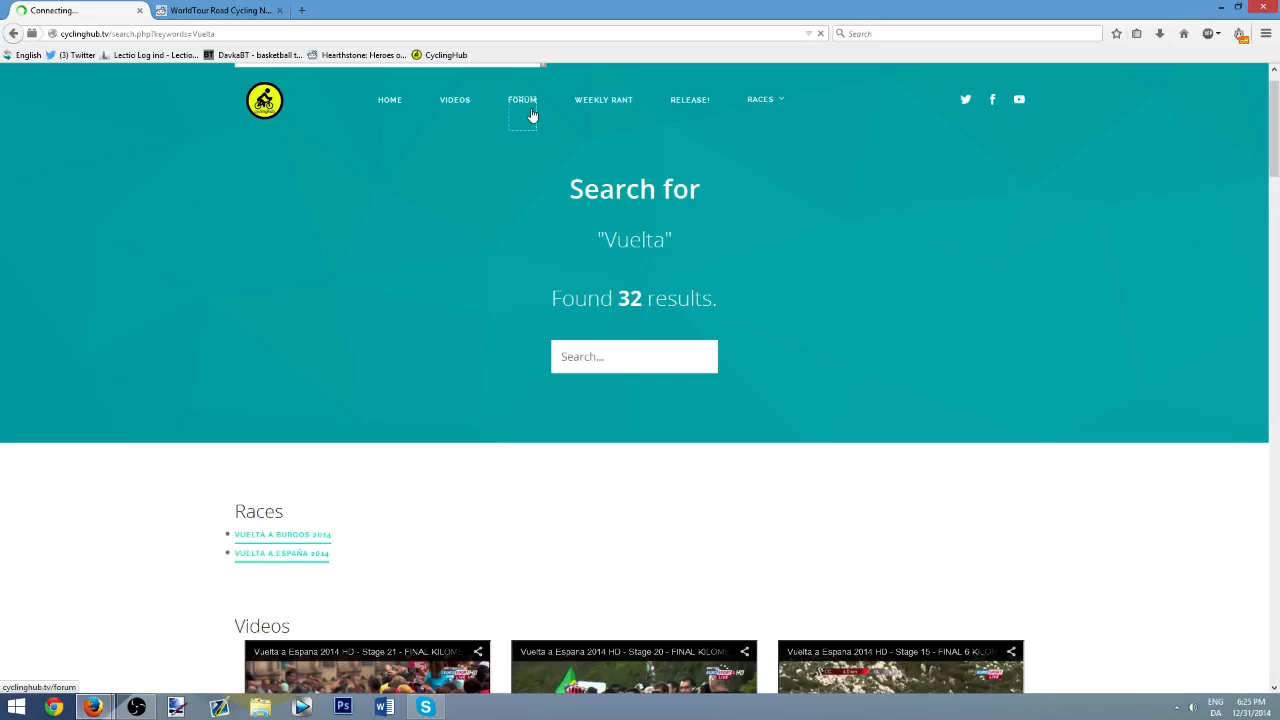 Connecting...
WorldTour Road Cycling N...
cyclinghub.tv/search.php?keywords=Vuelta
Search
English
Lectio Log ind - Lectio...
DavkaBT - basketball t...
Hearthstone: Heroes o...
CyclingHub
HOME
VIDEOS
FORUM
WEEKLY RANT
RELEASE!
RACES
Search for
"Vuelta"
Found 32 results.
Search...
Races
VUELTA A BURGOS 2014
VUELTA A ESPAÑA 2014
Videos
Vuelta a Espana 2014 HD - Stage 21 - FINAL KILOME
Vuelta a Espana 2014 HD - Stage 20 - FINAL KILOME
Vuelta a Espana 2014 HD - Stage 15 - FINAL 6 KILOM
cyclinghub.tv/forum
ENG
DA
6:25 PM
12/31/2014